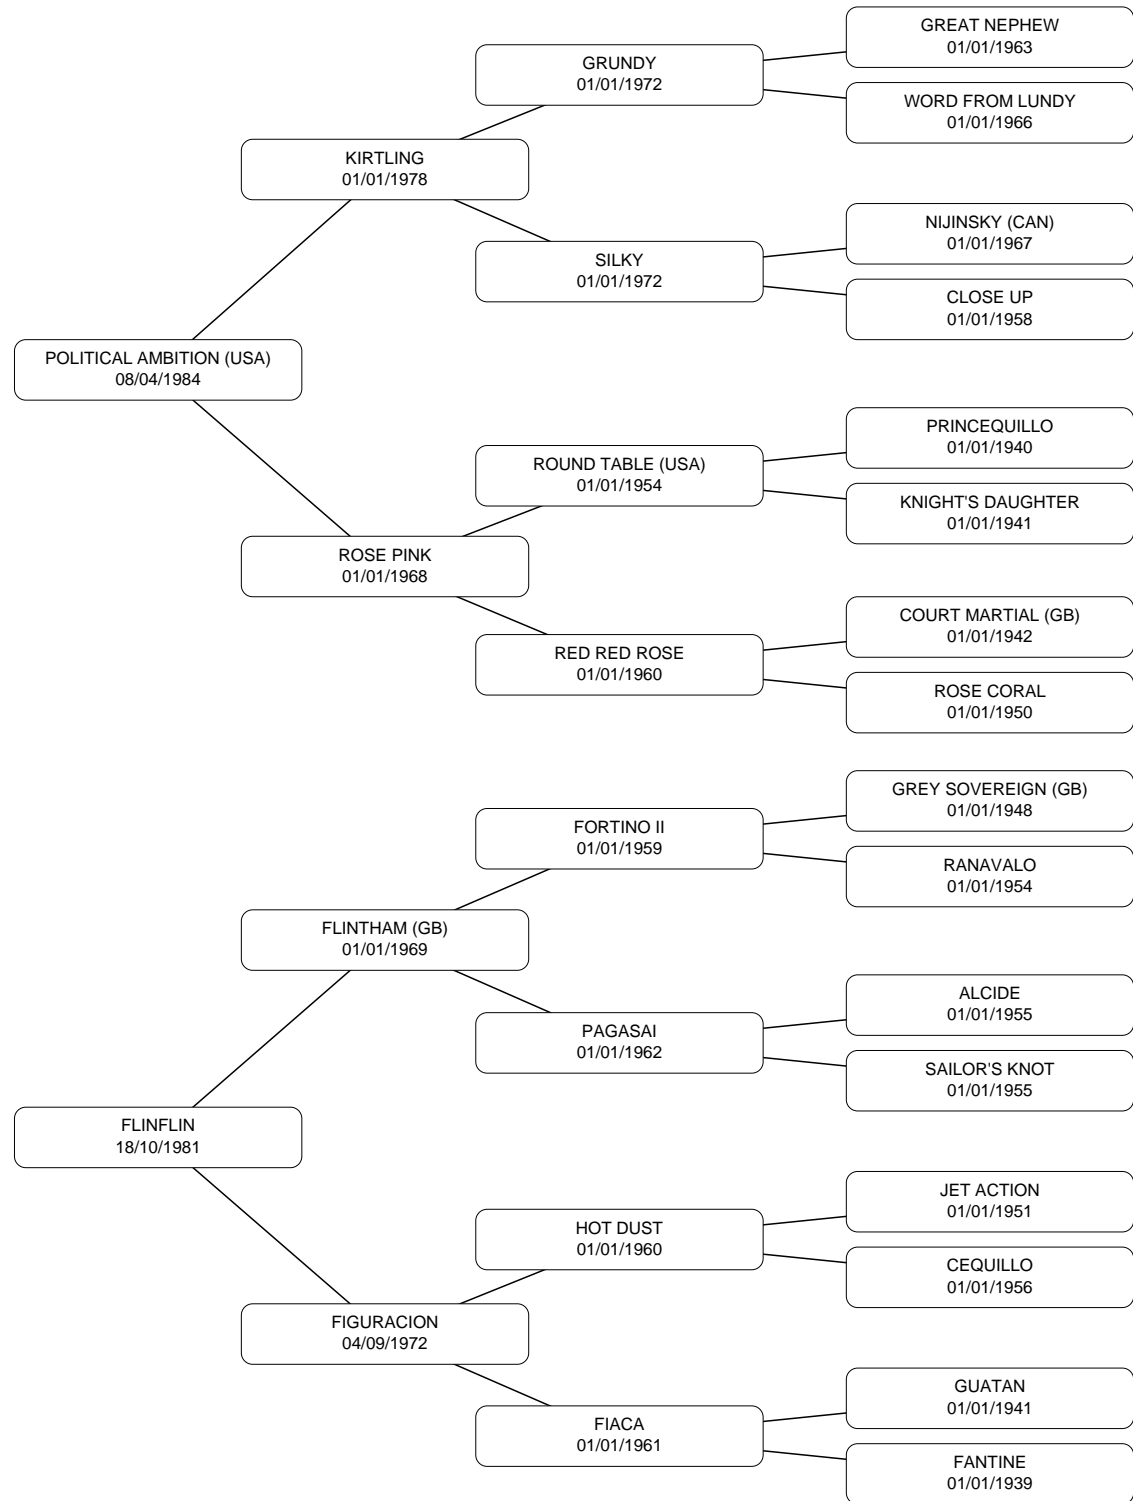 GREAT NEPHEW
01/01/1963
GRUNDY
01/01/1972
WORD FROM LUNDY
01/01/1966
KIRTLING
01/01/1978
NIJINSKY (CAN)
01/01/1967
SILKY
01/01/1972
CLOSE UP
01/01/1958
POLITICAL AMBITION (USA)
08/04/1984
PRINCEQUILLO
01/01/1940
ROUND TABLE (USA)
01/01/1954
KNIGHT'S DAUGHTER
01/01/1941
ROSE PINK
01/01/1968
COURT MARTIAL (GB)
01/01/1942
RED RED ROSE
01/01/1960
ROSE CORAL
01/01/1950
GREY SOVEREIGN (GB)
01/01/1948
FORTINO II
01/01/1959
RANAVALO
01/01/1954
FLINTHAM (GB)
01/01/1969
ALCIDE
01/01/1955
PAGASAI
01/01/1962
SAILOR'S KNOT
01/01/1955
FLINFLIN
18/10/1981
JET ACTION
01/01/1951
HOT DUST
01/01/1960
CEQUILLO
01/01/1956
FIGURACION
04/09/1972
GUATAN
01/01/1941
FIACA
01/01/1961
FANTINE
01/01/1939